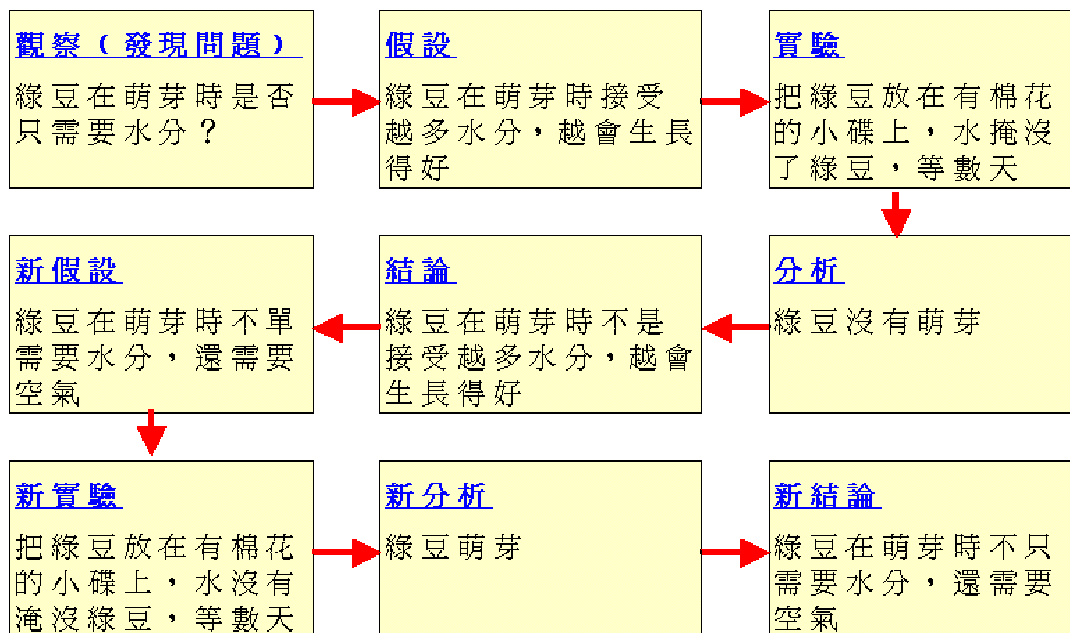 觀察（發現問題）
綠豆在萌芽時是否
只需要水分？
假設
綠豆在萌芽時接受
越多水分，越會生長
得好
實驗
把綠豆放在有棉花
的小碟上，水掩沒
了綠豆，等數天
分析
綠豆沒有萌芽
結論
綠豆在萌芽時不是
接受越多水分，越會
生長得好
新假設
綠豆在萌芽時不單
需要水分，還需要
空氣
新實驗
把綠豆放在有棉花
的小碟上，水沒有
淹沒綠豆，等數天
新分析
綠豆萌芽
新結論
綠豆在萌芽時不只
需要水分，還需要
空氣